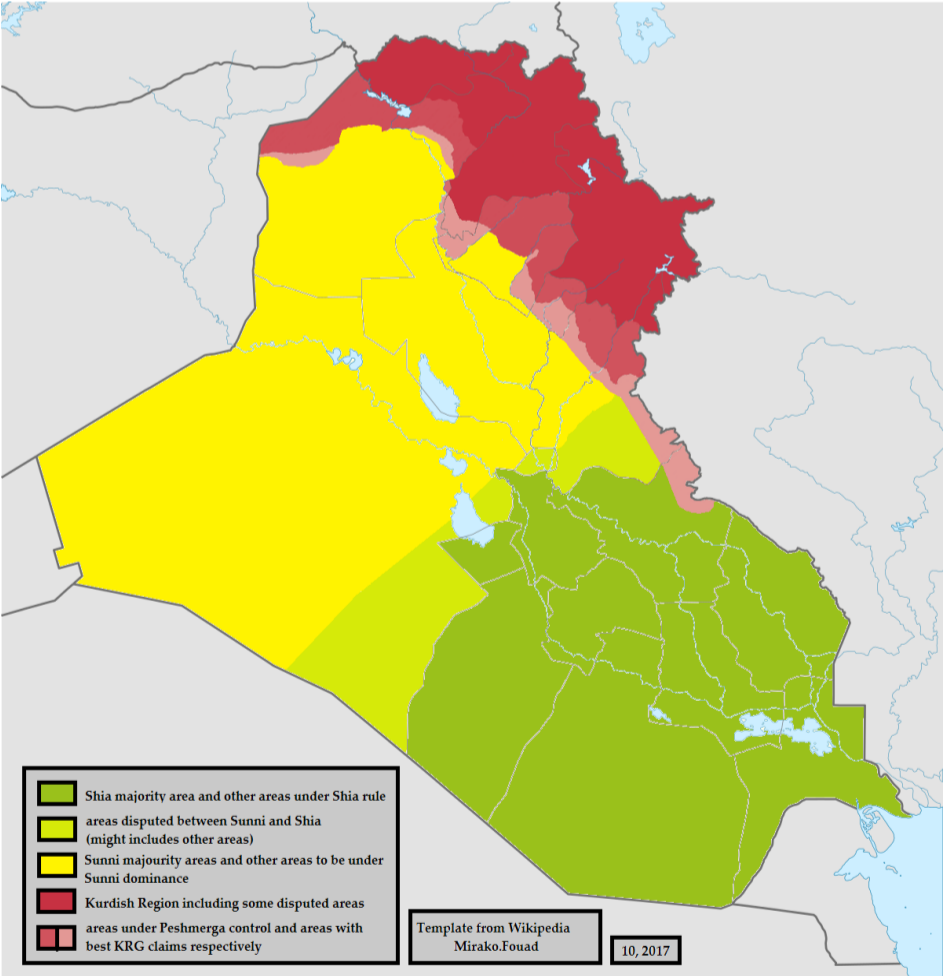 Shia majority area and other areas under Shia rule
areas disputed between Sunni and Shia
(might includes other areas)
Sunni majourity areas and other areas to be under
Sunni dominance
Kurdish Region including some disputed areas
areas under Peshmerga control and areas with
best KRG claims respectively
Template from Wikipedia
Mirako.Fouad
10, 2017